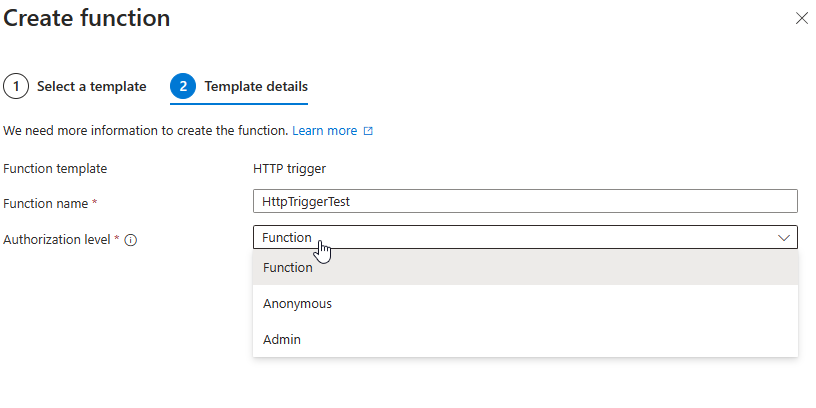 Create function
1 Select a template 2 Template details
We need more information to create the function. Learn more
Function template HTTP trigger
Function name * HttpTriggerTest
Authorization level * Function
Function
Anonymous
Admin